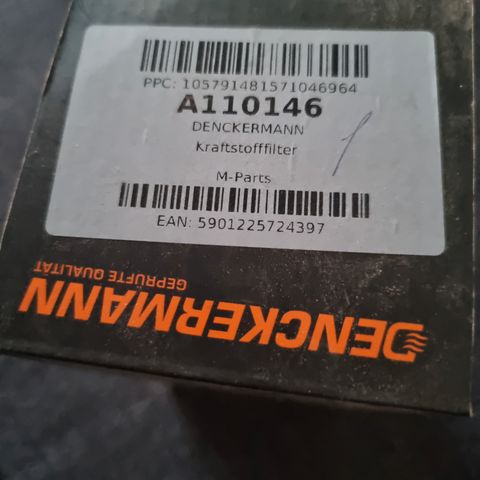 PPC: 105791481571046964
A110146
DENCKERMANN
Kraftstofffilter
M-Parts
EAN: 5901225724397
DENCKERMANN
GEPRÜFTE QUALITÄT